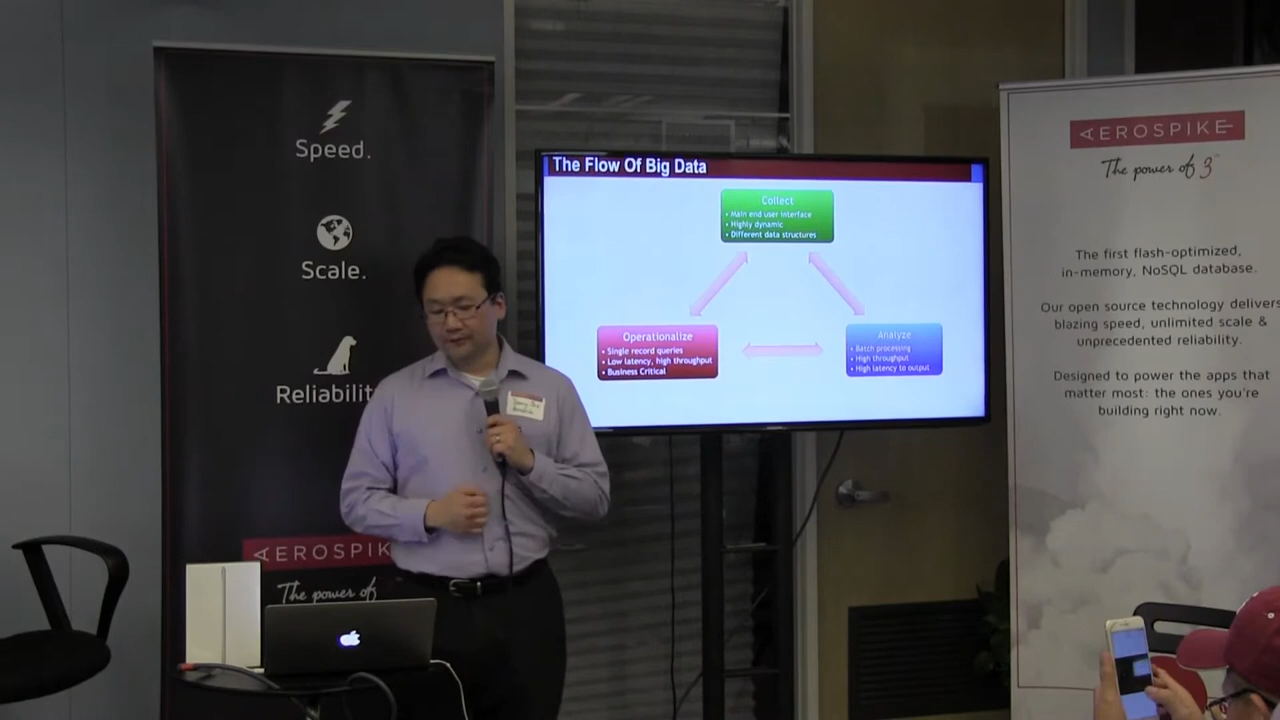 Speed.
Scale.
Reliabilit
AEROSPIK
The power of
The Flow Of Big Data
Collect
• Main end user interface
• Highly dynamic
• Different data structures
Operationalize
• Single record queries
• Low latency, high throughput
• Business Critical
Analyze
• Batch processing
• High throughput
• High latency to output
AEROSPIKE
The power of 3™
The first flash-optimized,
in-memory, NoSQL database.
Our open source technology delivers
blazing speed, unlimited scale &
unprecedented reliability.
Designed to power the apps that
matter most: the ones you're
building right now.